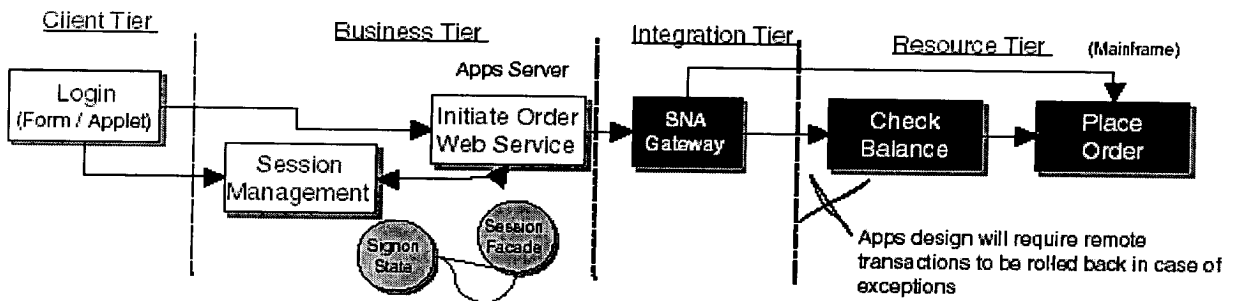 Client Tier
Business Tier
Integration Tier
Resource Tier (Mainframe)
Apps Server
Login
(Form / Applet)
Initiate Order
Web Service
SNA
Gateway
Check
Balance
Place
Order
Session
Management
Signon
State
Session
Facade
Apps design will require remote
transactions to be rolled back in case of
exceptions